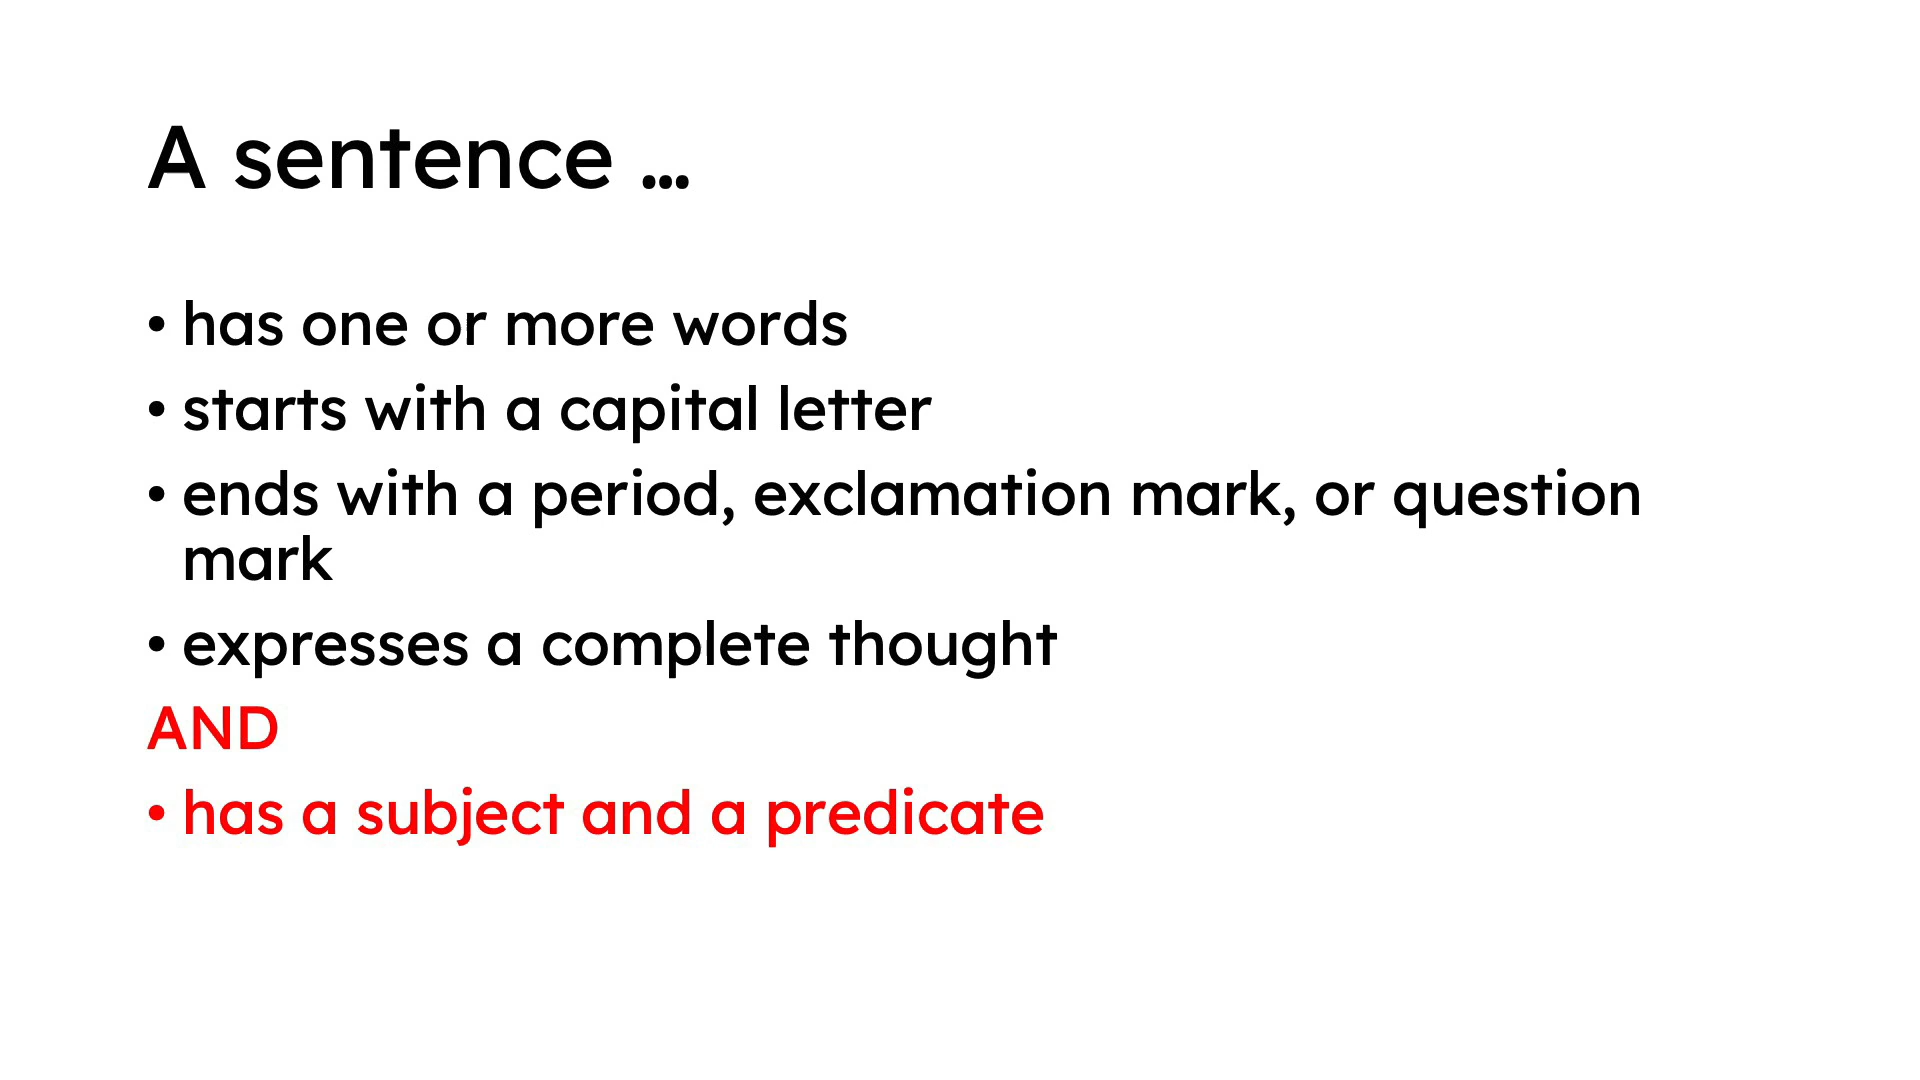 A sentence …
• has one or more words
• starts with a capital letter
• ends with a period, exclamation mark, or question
mark
• expresses a complete thought
AND
• has a subject and a predicate